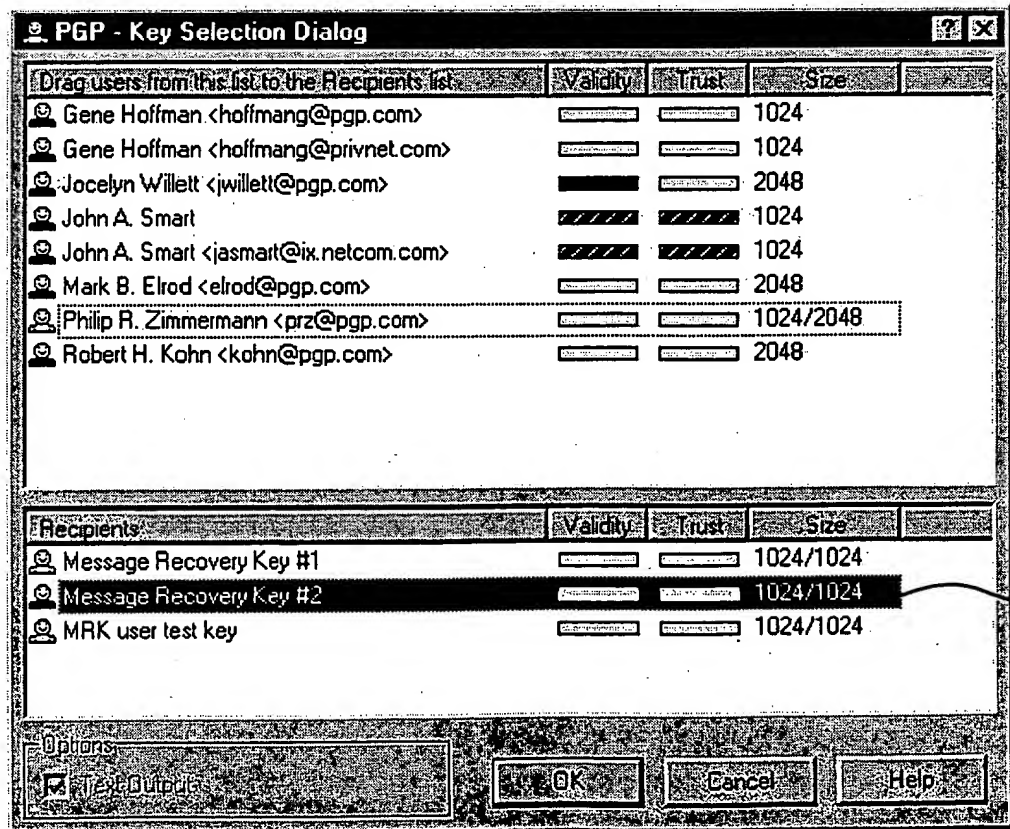 PGP - Key Selection Dialog
Drag users from this list to the Recipients list Validity Trust Size
Gene Hoffman <hoffmang@pgp.com> 1024
Gene Hoffman <hoffmang@privnet.com> 1024
Jocelyn Willett <jwillett@pgp.com> 2048
John A. Smart 1024
John A. Smart <jasmart@ix.netcom.com> 1024
Mark B. Elrod <elrod@pgp.com> 2048
Philip R. Zimmermann <prz@pgp.com> 1024/2048
Robert H. Kohn <kohn@pgp.com> 2048
Recipients Validity Trust Size
Message Recovery Key #1 1024/1024
Message Recovery Key #2 1024/1024
MRK user test key 1024/1024
Options
Text Output
OK Cancel Help